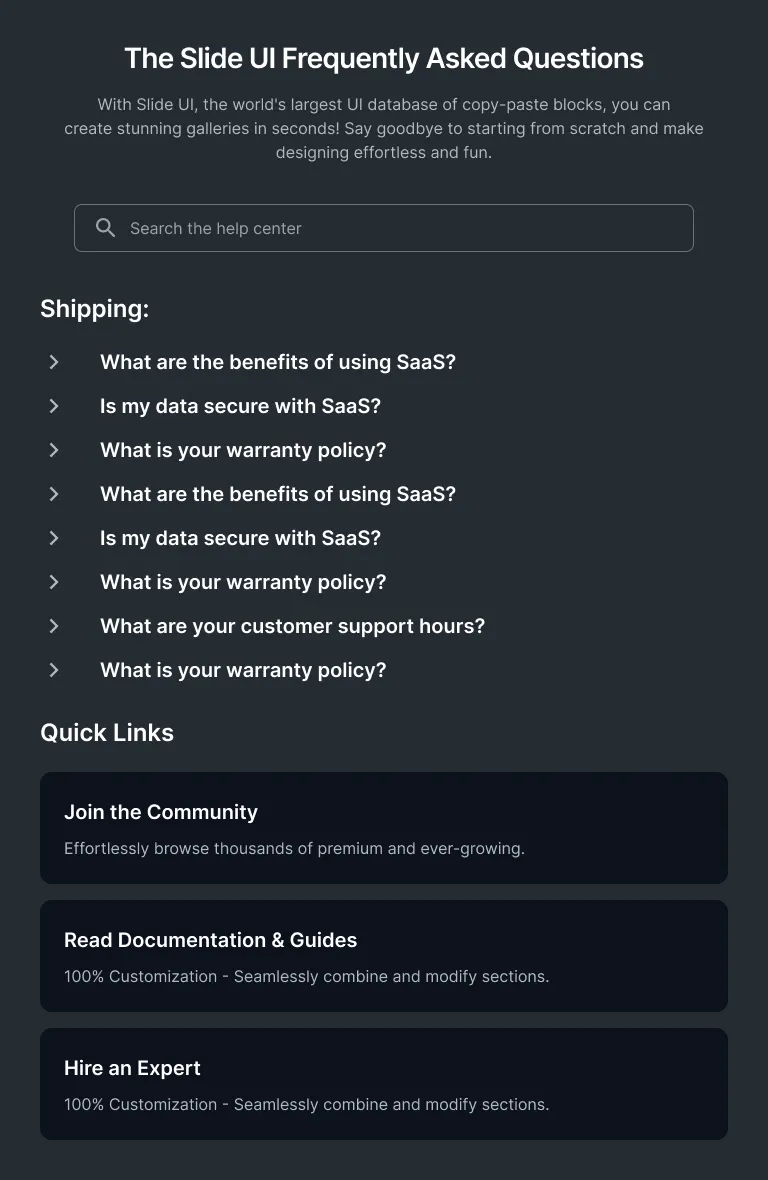 The Slide UI Frequently Asked Questions
With Slide UI, the world's largest UI database of copy-paste blocks, you can
create stunning galleries in seconds! Say goodbye to starting from scratch and make
designing effortless and fun.
Search the help center
Shipping:
What are the benefits of using SaaS?
Is my data secure with SaaS?
What is your warranty policy?
What are the benefits of using SaaS?
Is my data secure with SaaS?
What is your warranty policy?
What are your customer support hours?
What is your warranty policy?
Quick Links
Join the Community
Effortlessly browse thousands of premium and ever-growing.
Read Documentation & Guides
100% Customization - Seamlessly combine and modify sections.
Hire an Expert
100% Customization - Seamlessly combine and modify sections.